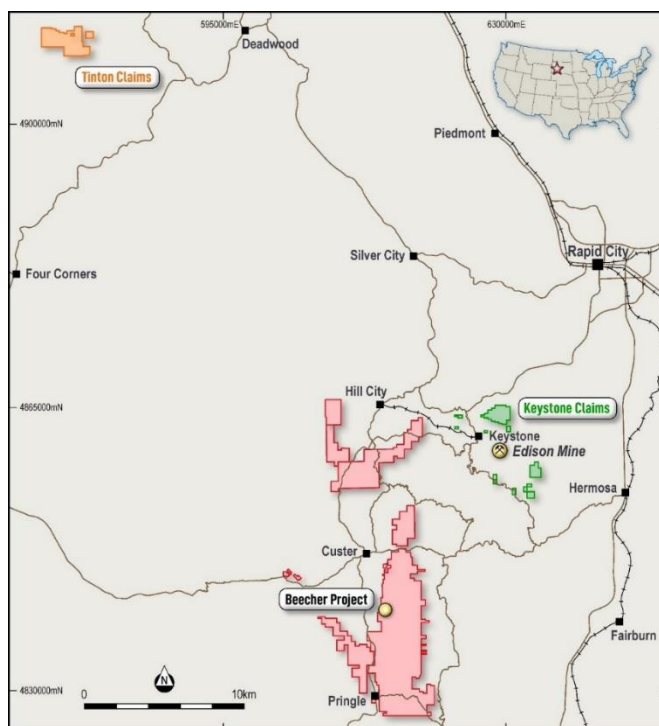 595000mE
630000mE
Deadwood
Tinton Claims
4900000mN
Piedmont
Silver City
Rapid City
Four Corners
Hill City
4865000mN
Keystone Claims
Keystone
Edison Mine
Hermosa
Custer
Beecher Project
Fairburn
4830000mN
N
Pringle
0
10km